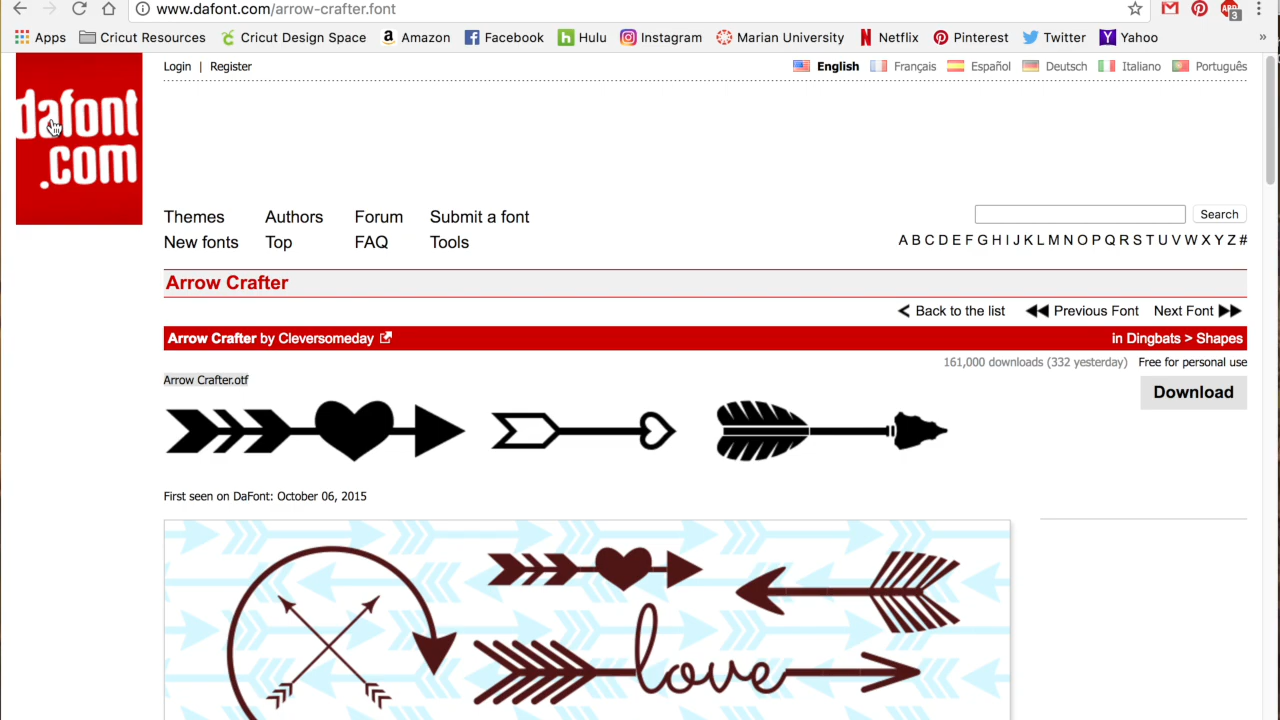 www.dafont.com/arrow-crafter.font
3
Apps Cricut Resources Cricut Design Space Amazon Facebook Hulu Instagram Marian University Netflix Pinterest Twitter Yahoo »
dafont
.com
Login | Register
English Français Español Deutsch Italiano Português
Themes Authors Forum Submit a font
New fonts Top FAQ Tools
Search
A B C D E F G H I J K L M N O P Q R S T U V W X Y Z #
Arrow Crafter
Back to the list Previous Font Next Font
Arrow Crafter by Cleversomeday in Dingbats > Shapes
161,000 downloads (332 yesterday) Free for personal use
Arrow Crafter.otf
Download
First seen on DaFont: October 06, 2015
love